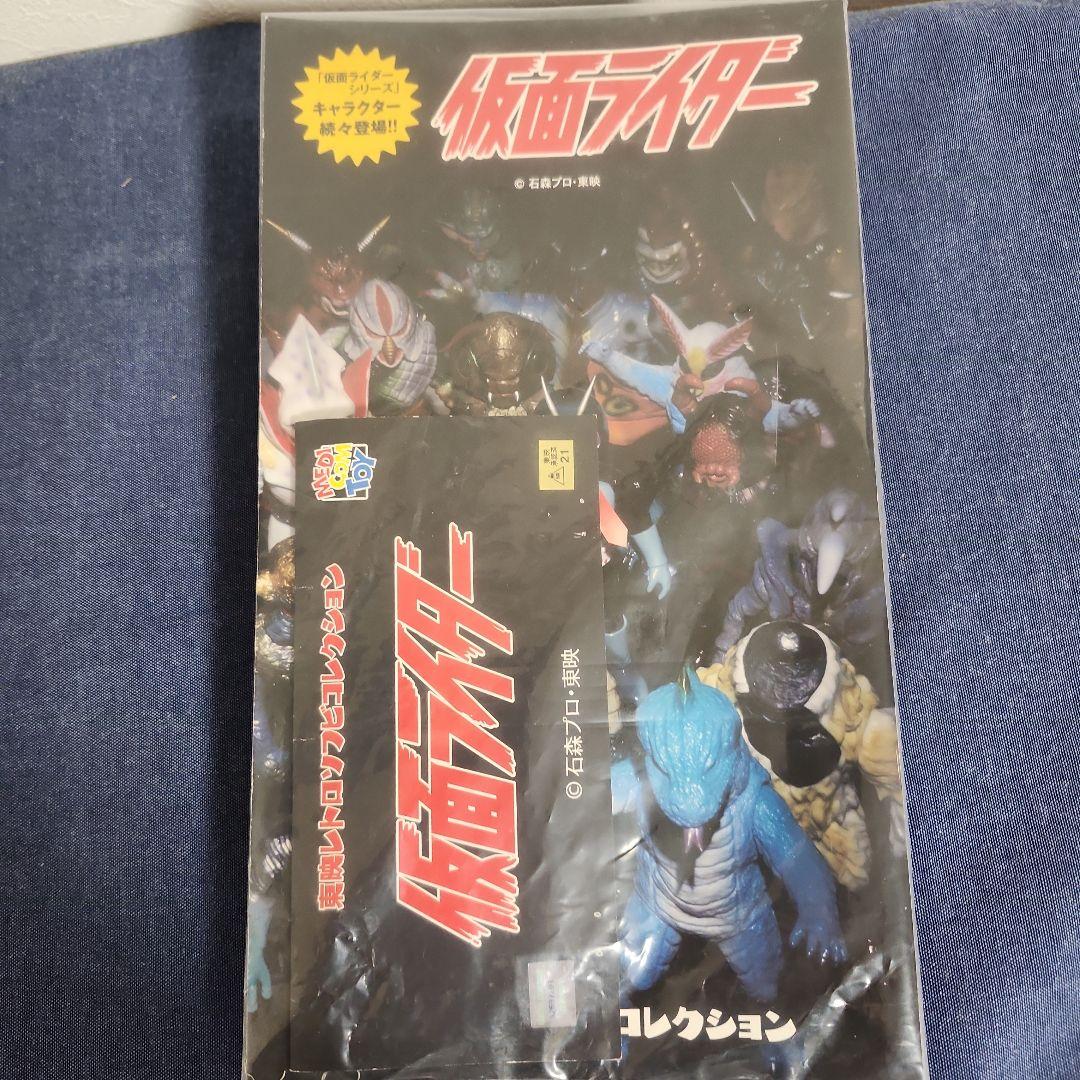 「仮面ライダー
シリーズ」
キャラクター
続々登場!!
仮面ライダー
© 石森プロ・東映
MEDI
COM
TOY
21
東映レトロソフビコレクション
仮面ライダー
© 石森プロ・東映
コレクション